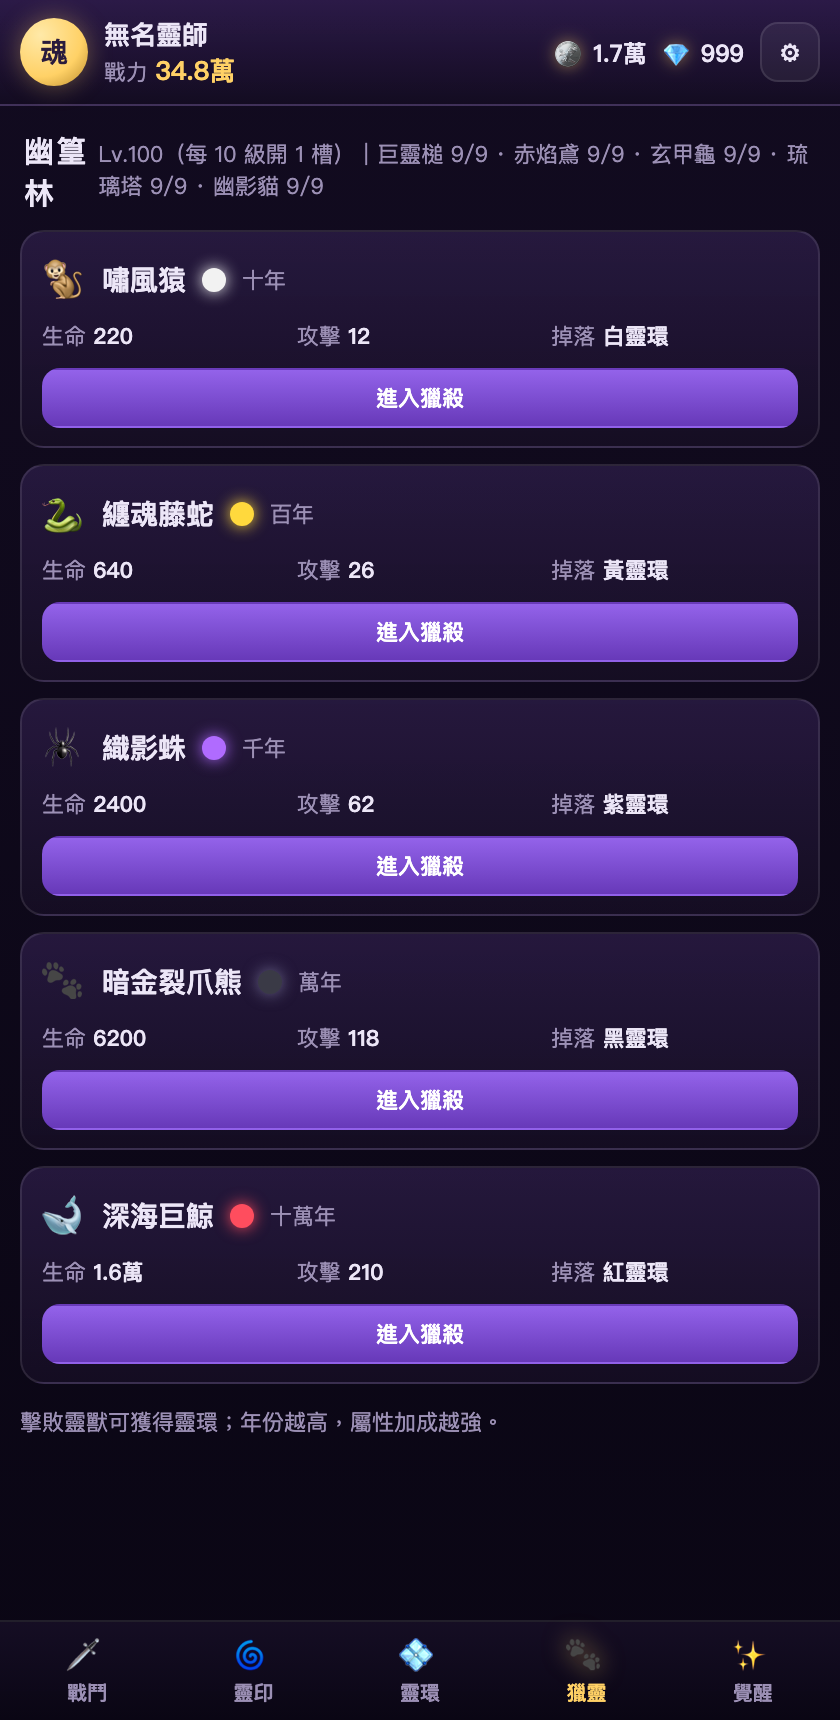 魂
無名靈師
戰力 34.8萬
1.7萬
999
幽篁林
Lv.100（每 10 級開 1 槽）｜巨靈槌 9/9 · 赤焰鳶 9/9 · 玄甲龜 9/9 · 琉
璃塔 9/9 · 幽影貓 9/9
嘯風猿 十年
生命 220 攻擊 12 掉落 白靈環
進入獵殺
纏魂藤蛇 百年
生命 640 攻擊 26 掉落 黃靈環
進入獵殺
織影蛛 千年
生命 2400 攻擊 62 掉落 紫靈環
進入獵殺
暗金裂爪熊 萬年
生命 6200 攻擊 118 掉落 黑靈環
進入獵殺
深海巨鯨 十萬年
生命 1.6萬 攻擊 210 掉落 紅靈環
進入獵殺
擊敗靈獸可獲得靈環；年份越高，屬性加成越強。
戰鬥 靈印 靈環 獵靈 覺醒